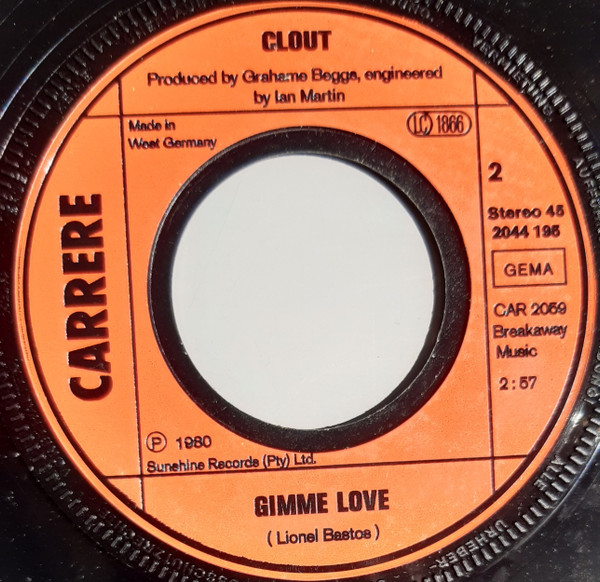 CLOUT
Produced by Grahame Beggs, engineered
by Ian Martin
Made in
West Germany
LC 1866
CARRERE
2
Stereo 45
2044 195
GEMA
CAR 2059
Breakaway
Music
2:57
Ⓟ 1980
Sunshine Records (Pty) Ltd.
GIMME LOVE
( Lionel Bastos )